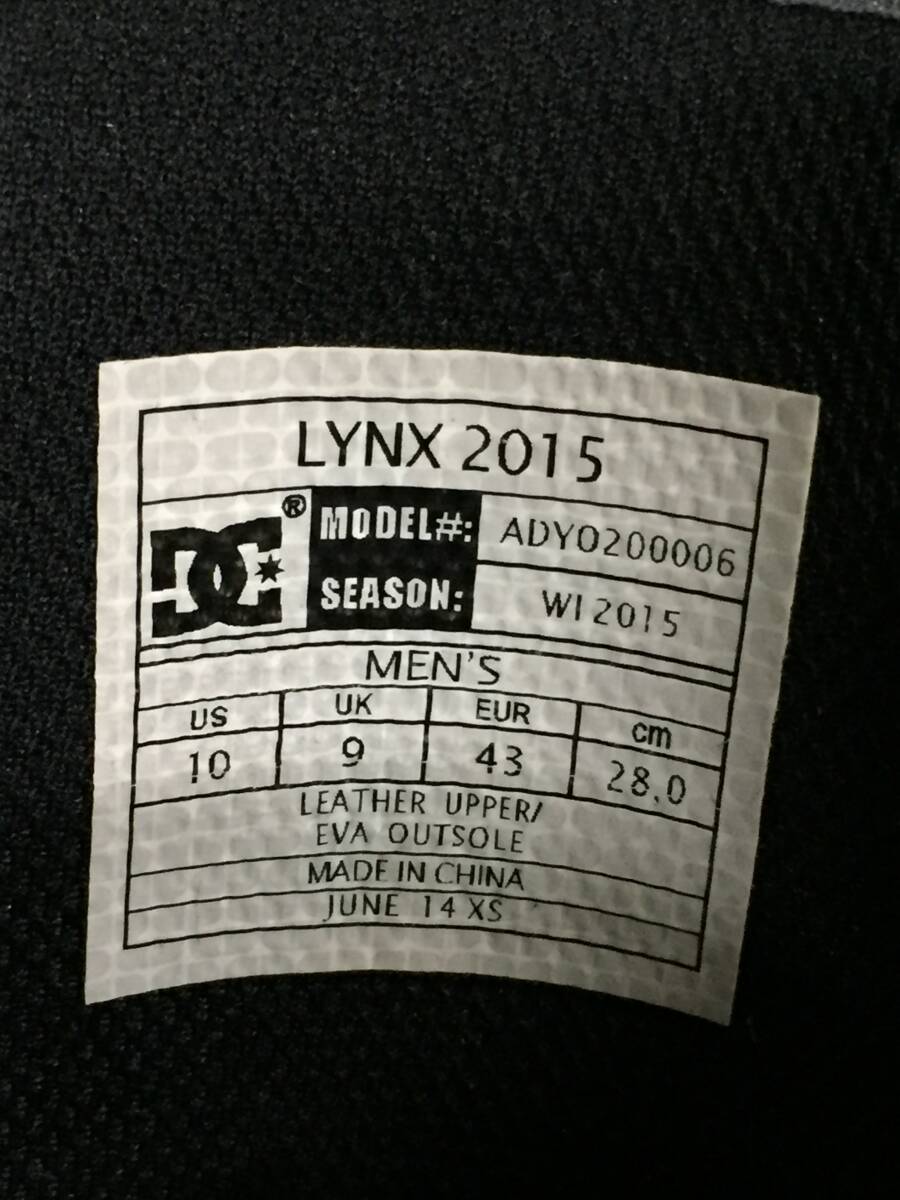 LYNX 2015
DC®
MODEL#: ADYO200006
SEASON: WI 2015
MEN'S
US UK EUR cm
10 9 43 28.0
LEATHER UPPER/
EVA OUTSOLE
MADE IN CHINA
JUNE 14 XS